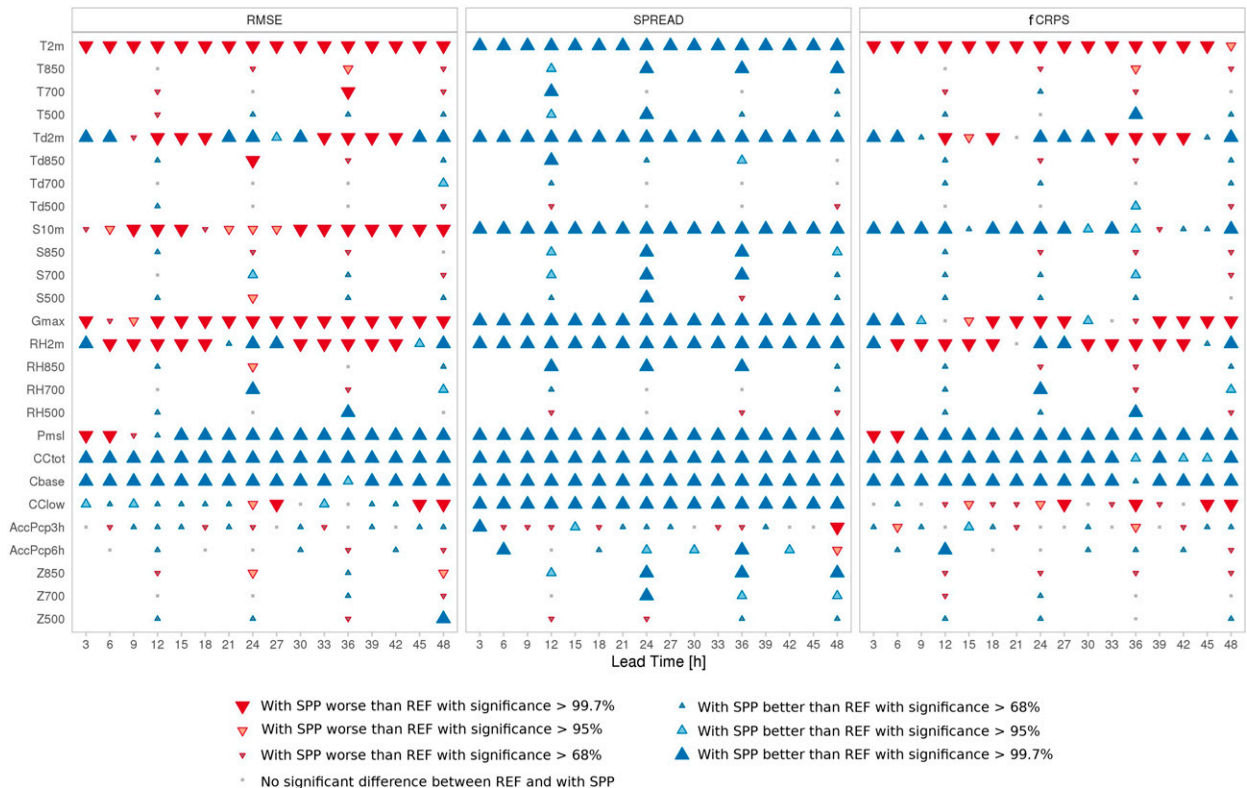 RMSE SPREAD fCRPS
T2m
T850
T700
T500
Td2m
Td850
Td700
Td500
S10m
S850
S700
S500
Gmax
RH2m
RH850
RH700
RH500
Pmsl
CCtot
Cbase
CClow
AccPcp3h
AccPcp6h
Z850
Z700
Z500
3 6 9 12 15 18 21 24 27 30 33 36 39 42 45 48 3 6 9 12 15 18 21 24 27 30 33 36 39 42 45 48 3 6 9 12 15 18 21 24 27 30 33 36 39 42 45 48
Lead Time [h]
With SPP worse than REF with significance > 99.7% With SPP better than REF with significance > 68%
With SPP worse than REF with significance > 95% With SPP better than REF with significance > 95%
With SPP worse than REF with significance > 68% With SPP better than REF with significance > 99.7%
No significant difference between REF and with SPP